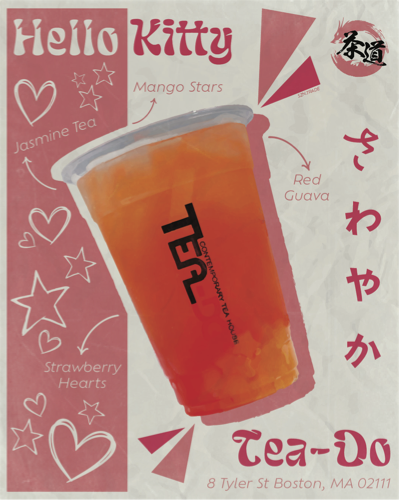 Hello Kitty
茶道
Mango Stars
Jasmine Tea
Red
Guava
さわやか
TEA
CONTEMPORARY TEA HOUSE
Strawberry
Hearts
Tea-Do
8 Tyler St Boston, MA 02111